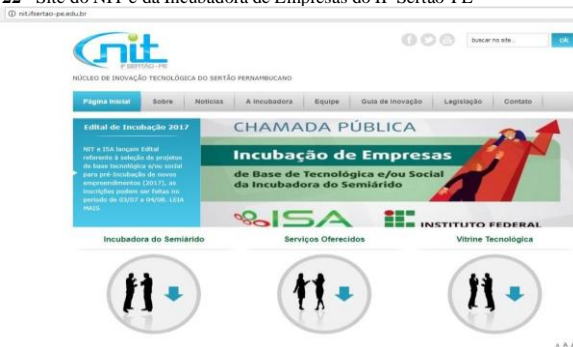 22 Site do NIT e da Incubadora de Empresas do IF Sertão-PE
nit.ifsertao-pe.edu.br
nit
IF SERTÃO - PE
buscar no site..
ok
NÚCLEO DE INOVAÇÃO TECNOLÓGICA DO SERTÃO PERNAMBUCANO
Página Inicial Sobre Notícias A Incubadora Equipe Guia de Inovação Legislação Contato
Edital de Incubação 2017
NIT e ISA lançam Edital
referente à seleção de projetos
de base tecnológica e/ou social
para pré-incubação de novos
empreendimentos (2017), as
inscrições podem ser feitas no
período de 03/07 a 04/08. LEIA
MAIS
CHAMADA PÚBLICA
Incubação de Empresas
de Base de Tecnológica e/ou Social
da Incubadora do Semiárido
ISA
INSTITUTO FEDERAL
Incubadora do Semiárido Serviços Oferecidos Vitrine Tecnológica
A A A